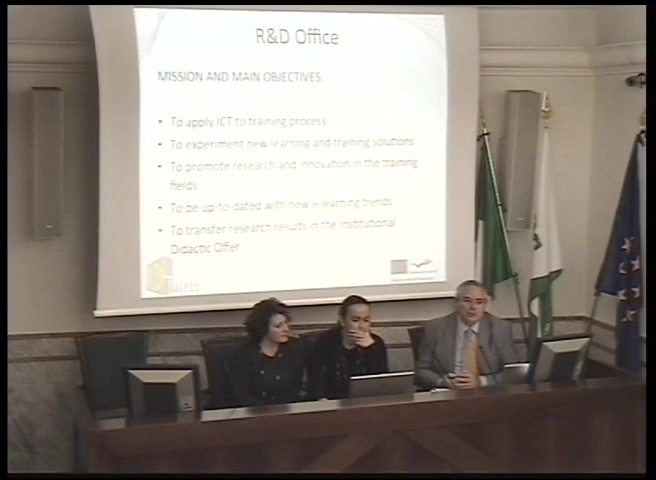 R&D Office
MISSION AND MAIN OBJECTIVES:
• To apply ICT to training process
• To experiment new learning and training solutions
• To promote research and innovation in the training
fields
• To be up to dated with new e-learning trends
• To transfer research results in the Institutional
Didactic Offer